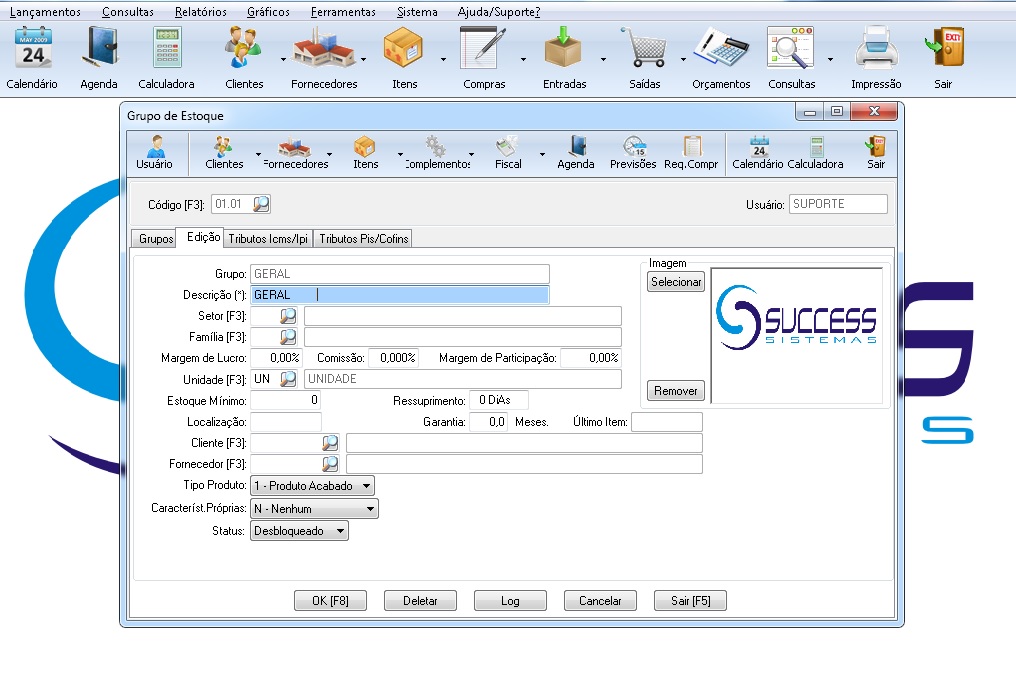 Lançamentos Consultas Relatórios Gráficos Ferramentas Sistema Ajuda/Suporte?
MAY 2009
24
EXIT
Calendário Agenda Calculadora Clientes Fornecedores Itens Compras Entradas Saídas Orçamentos Consultas Impressão Sair
Grupo de Estoque
24
15
Usuário Clientes Fornecedores Itens Complementos Fiscal Agenda Previsões Req.Compr Calendário Calculadora Sair
Código [F3]: 01.01 Usuário: SUPORTE
Grupos Edição Tributos Icms/Ipi Tributos Pis/Cofins
Grupo: GERAL
Descrição (*): GERAL
Setor [F3]:
Família [F3]:
Margem de Lucro: 0,00% Comissão: 0,000% Margem de Participação: 0,00%
Unidade [F3]: UN UNIDADE
Estoque Mínimo: 0 Ressuprimento: 0 DiAs
Localização: Garantia: 0,0 Meses. Último Item:
Cliente [F3]:
Fornecedor [F3]:
Tipo Produto: 1 - Produto Acabado
Característ.Próprias: N - Nenhum
Status: Desbloqueado
Imagem
Selecionar
SUCCESS
SISTEMAS
Remover
S
S
OK [F8] Deletar Log Cancelar Sair [F5]